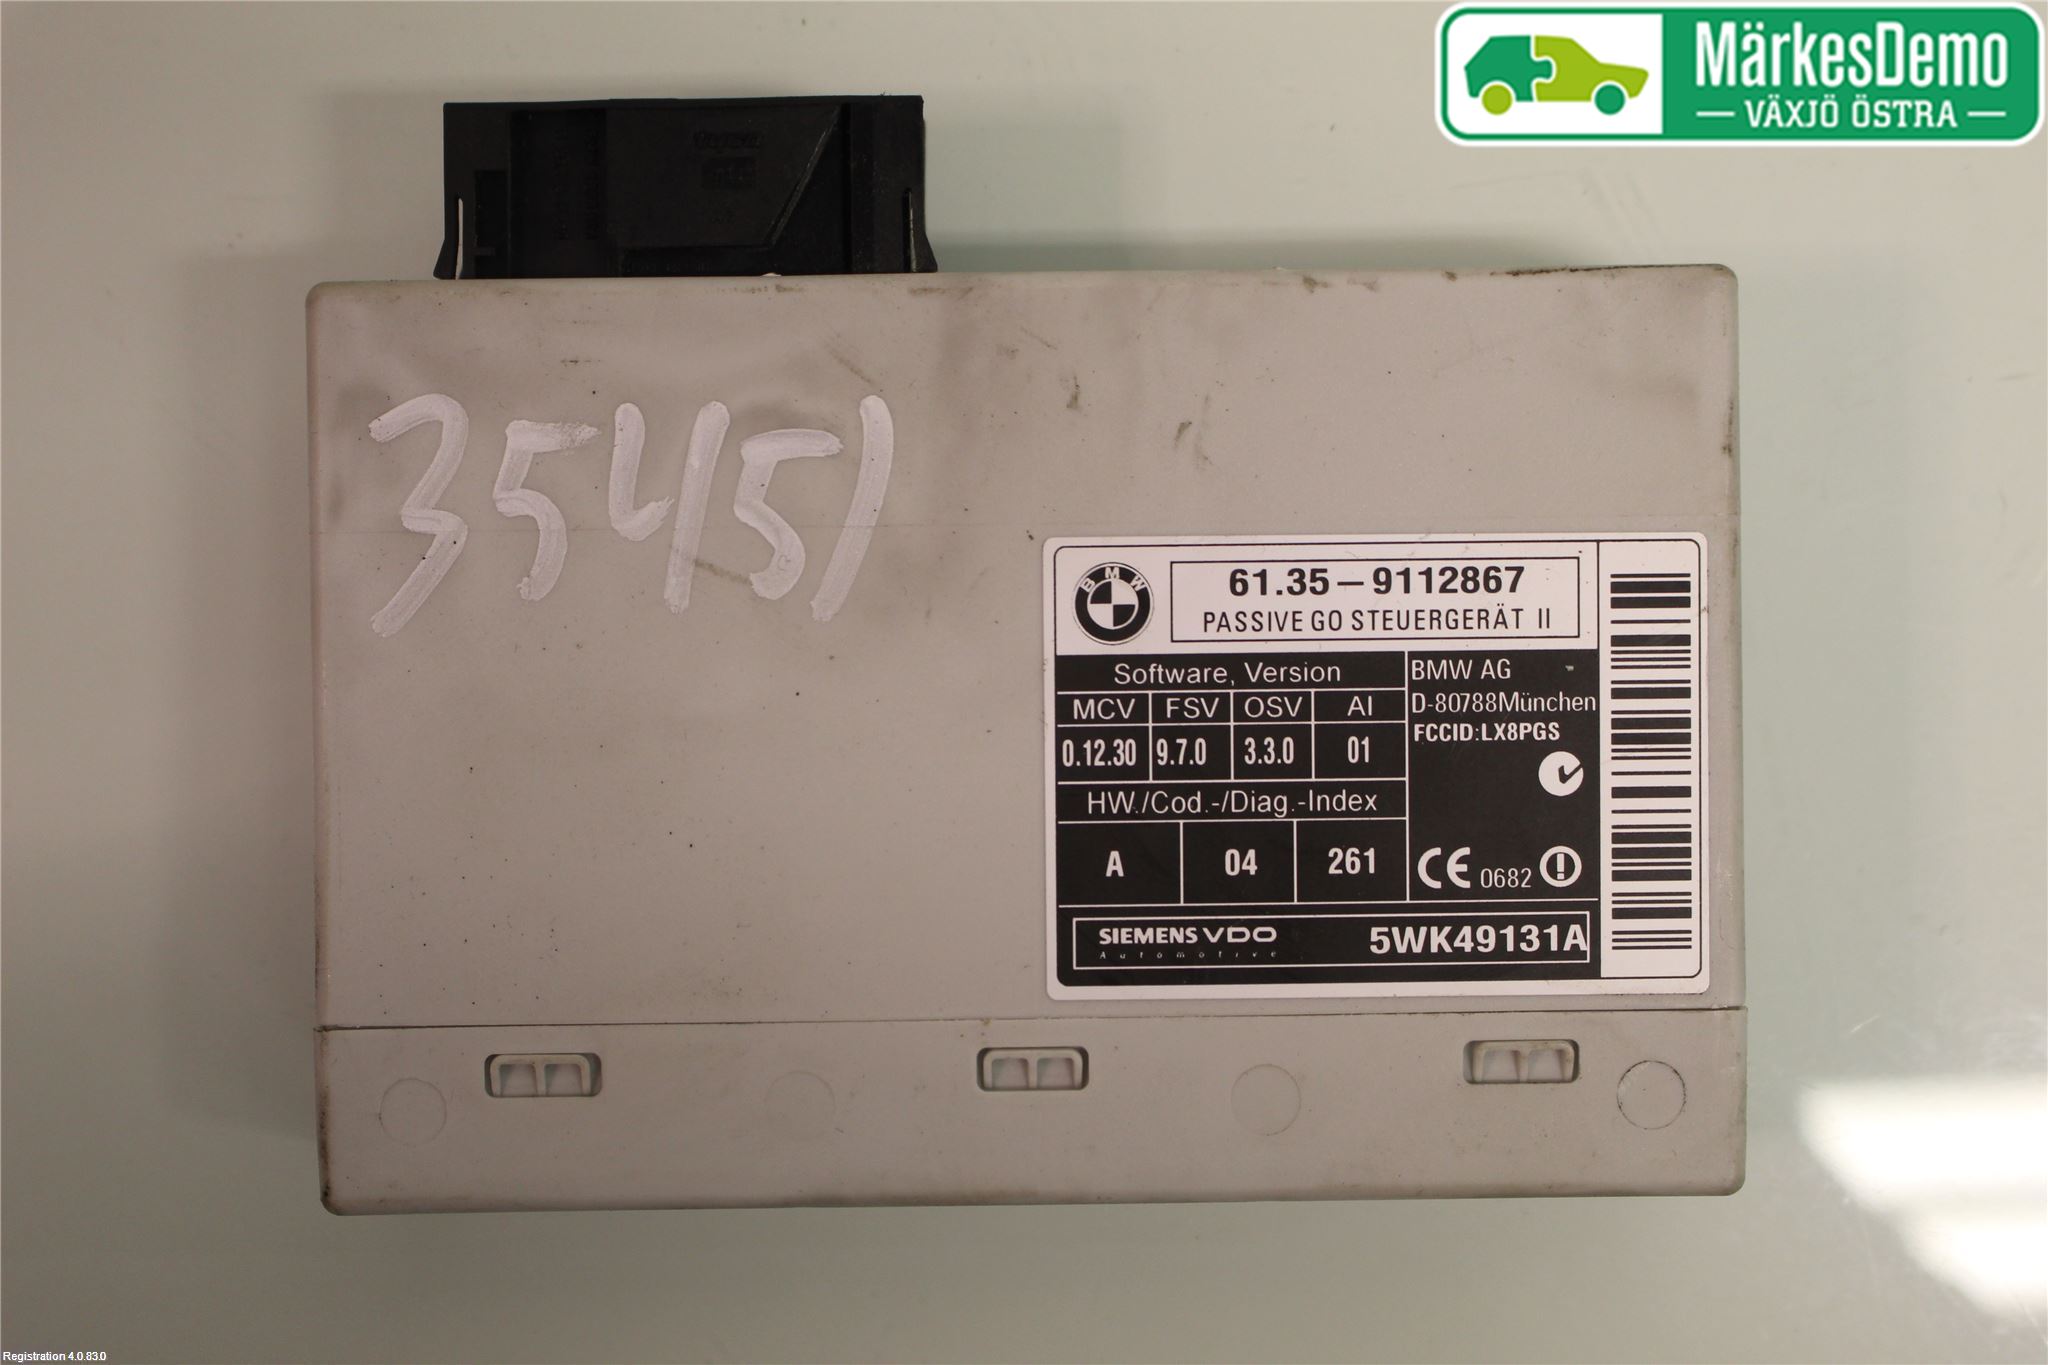 MärkesDemo
VÄXJÖ ÖSTRA
35451
BMW
61.35–9112867
PASSIVE GO STEUERGERÄT II
Software, Version
MCV FSV OSV AI
0.12.30 9.7.0 3.3.0 01
HW./Cod.-/Diag.-Index
A 04 261
BMW AG
D-80788München
FCCID:LX8PGS
CE 0682
SIEMENS VDO
Automotive
5WK49131A
Registration 4.0.83.0